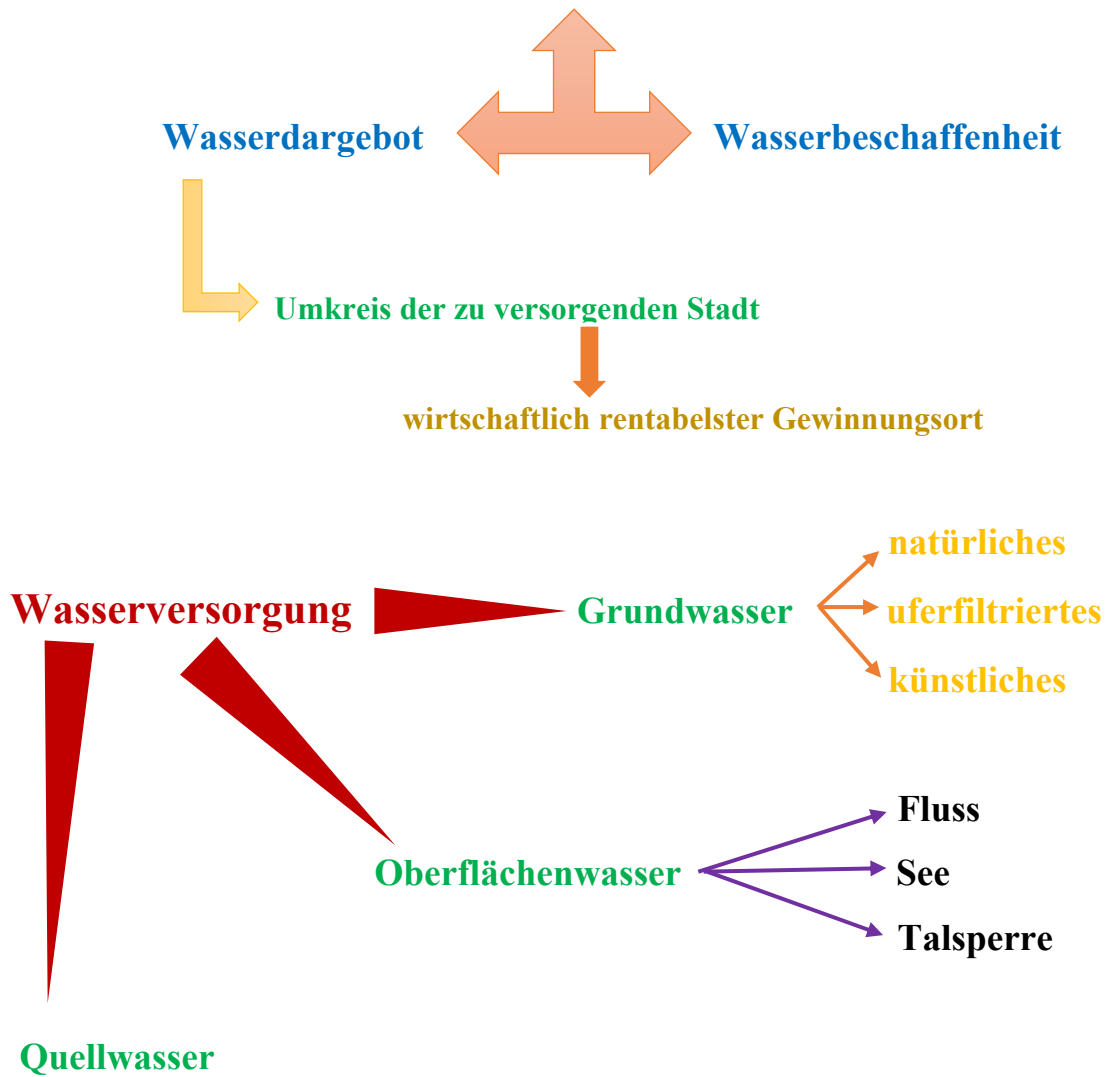 Wasserdargebot
Wasserbeschaffenheit
Umkreis der zu versorgenden Stadt
wirtschaftlich rentabelster Gewinnungsort
Wasserversorgung
Grundwasser
natürliches
uferfiltriertes
künstliches
Oberflächenwasser
Fluss
See
Talsperre
Quellwasser